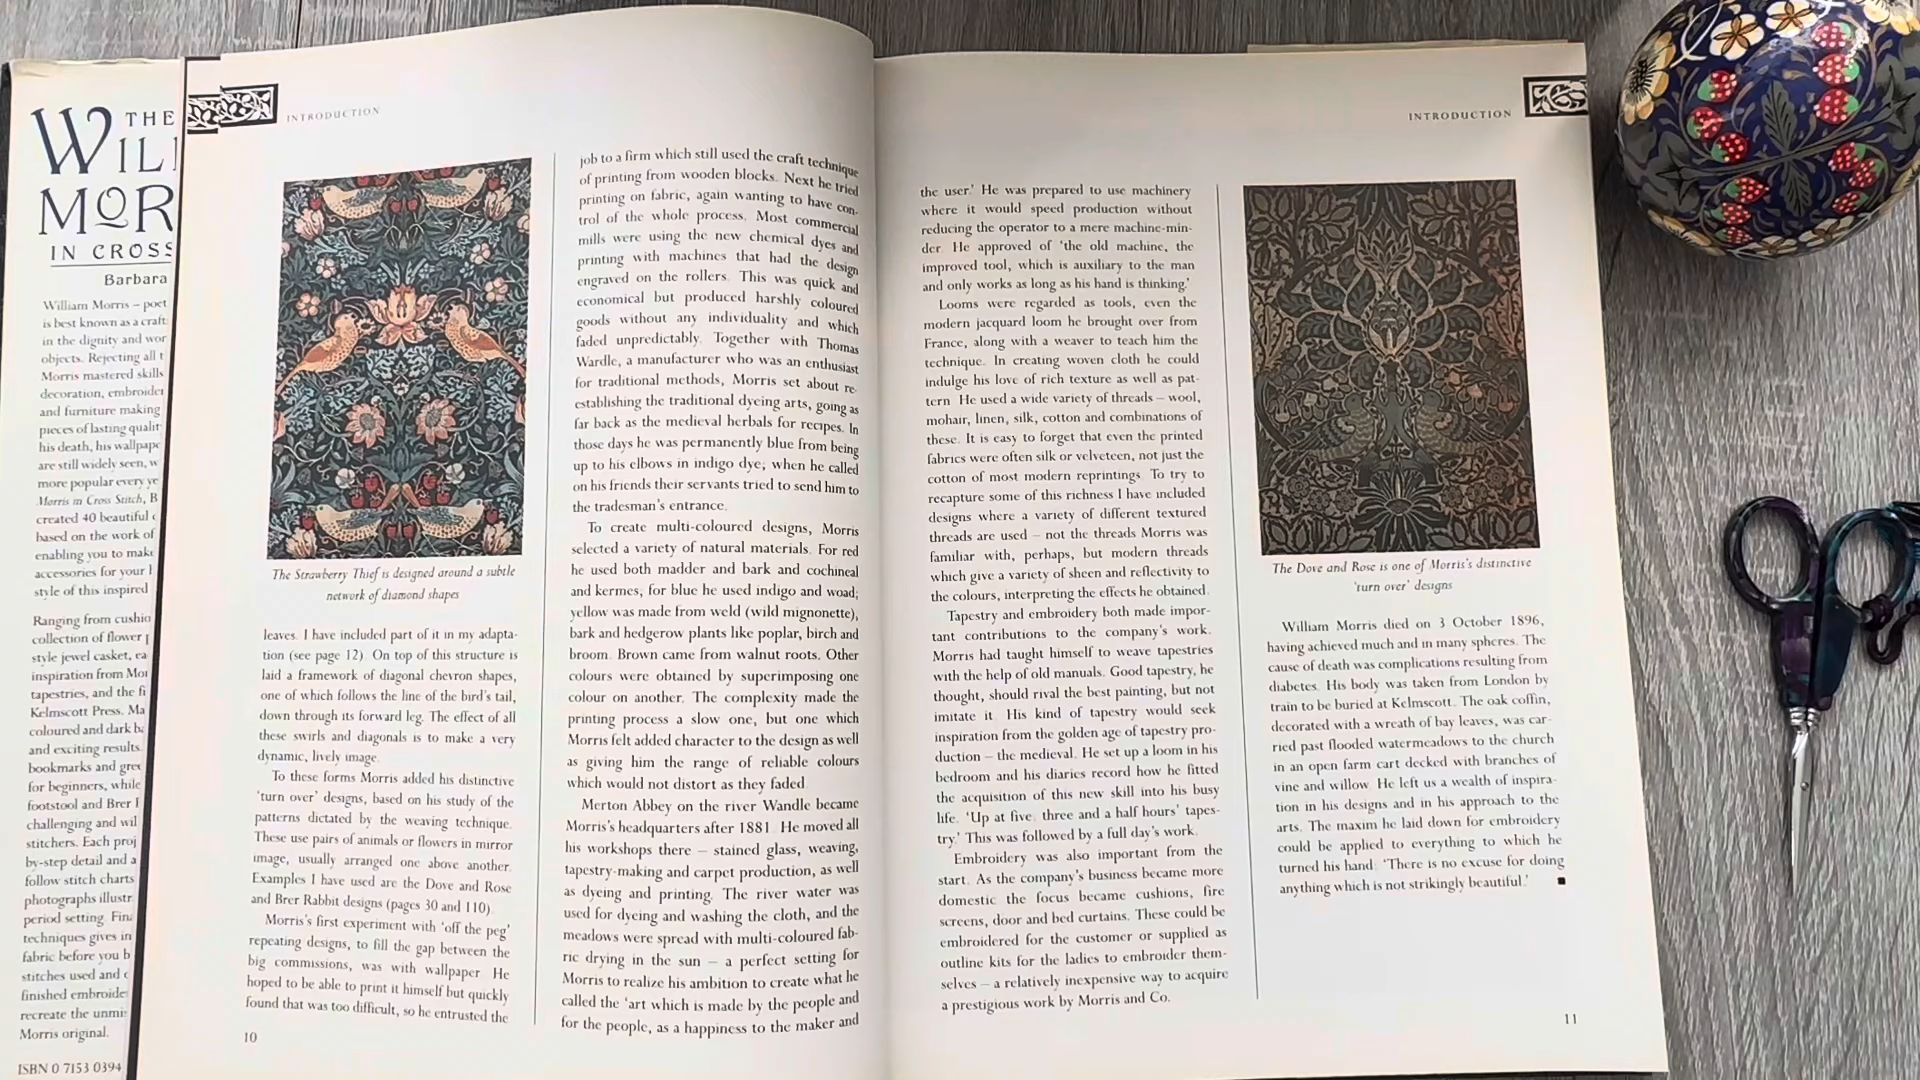 THE
WILL
MOR
IN CROSS
Barbara
William Morris – poet
is best known as a craft
in the dignity and wor
objects. Rejecting all t
Morris mastered skills
decoration, embroider
and furniture making
pieces of lasting qualit
his death, his wallpape
are still widely seen, w
more popular every ye
Morris in Cross Stitch, B
created 40 beautiful
based on the work of
enabling you to make
accessories for your
style of this inspired
Ranging from cushio
collection of flower
style jewel casket, ea
inspiration from Mor
tapestries, and the fi
Kelmscott Press. Ma
coloured and dark ba
and exciting results.
bookmarks and gree
for beginners, while
footstool and Brer
challenging and wil
stitchers. Each proj
by-step detail and a
follow stitch charts
photographs illustr
period setting. Fina
techniques gives in
fabric before you b
stitches used and
finished embroide
recreate the unmi
Morris original.
ISBN 0 7153 0394
INTRODUCTION
The Strawberry Thief is designed around a subtle
network of diamond shapes
leaves. I have included part of it in my adapta-
tion (see page 12). On top of this structure is
laid a framework of diagonal chevron shapes,
one of which follows the line of the bird's tail,
down through its forward leg. The effect of all
these swirls and diagonals is to make a very
dynamic, lively image.
To these forms Morris added his distinctive
'turn over' designs, based on his study of the
patterns dictated by the weaving technique.
These use pairs of animals or flowers in mirror
image, usually arranged one above another.
Examples I have used are the Dove and Rose
and Brer Rabbit designs (pages 30 and 110).
Morris's first experiment with 'off the peg'
repeating designs, to fill the gap between the
big commissions, was with wallpaper. He
hoped to be able to print it himself but quickly
found that was too difficult, so he entrusted the
10
job to a firm which still used the craft technique
of printing from wooden blocks. Next he tried
printing on fabric, again wanting to have con-
trol of the whole process. Most commercial
mills were using the new chemical dyes and
printing with machines that had the design
engraved on the rollers. This was quick and
economical but produced harshly coloured
goods without any individuality and which
faded unpredictably. Together with Thomas
Wardle, a manufacturer who was an enthusiast
for traditional methods, Morris set about re-
establishing the traditional dyeing arts, going as
far back as the medieval herbals for recipes. In
those days he was permanently blue from being
up to his elbows in indigo dye; when he called
on his friends their servants tried to send him to
the tradesman's entrance.
To create multi-coloured designs, Morris
selected a variety of natural materials. For red
he used both madder and bark and cochineal
and kermes, for blue he used indigo and woad;
yellow was made from weld (wild mignonette),
bark and hedgerow plants like poplar, birch and
broom. Brown came from walnut roots. Other
colours were obtained by superimposing one
colour on another. The complexity made the
printing process a slow one, but one which
Morris felt added character to the design as well
as giving him the range of reliable colours
which would not distort as they faded.
Merton Abbey on the river Wandle became
Morris's headquarters after 1881. He moved all
his workshops there – stained glass, weaving,
tapestry-making and carpet production, as well
as dyeing and printing. The river water was
used for dyeing and washing the cloth, and the
meadows were spread with multi-coloured fab-
ric drying in the sun – a perfect setting for
Morris to realize his ambition to create what he
called the 'art which is made by the people and
for the people, as a happiness to the maker and
INTRODUCTION
the user.' He was prepared to use machinery
where it would speed production without
reducing the operator to a mere machine-min-
der. He approved of 'the old machine, the
improved tool, which is auxiliary to the man
and only works as long as his hand is thinking.'
Looms were regarded as tools, even the
modern jacquard loom he brought over from
France, along with a weaver to teach him the
technique. In creating woven cloth he could
indulge his love of rich texture as well as pat-
tern. He used a wide variety of threads – wool,
mohair, linen, silk, cotton and combinations of
these. It is easy to forget that even the printed
fabrics were often silk or velveteen, not just the
cotton of most modern reprintings. To try to
recapture some of this richness I have included
designs where a variety of different textured
threads are used – not the threads Morris was
familiar with, perhaps, but modern threads
which give a variety of sheen and reflectivity to
the colours, interpreting the effects he obtained.
Tapestry and embroidery both made impor-
tant contributions to the company's work.
Morris had taught himself to weave tapestries
with the help of old manuals. Good tapestry, he
thought, should rival the best painting, but not
imitate it. His kind of tapestry would seek
inspiration from the golden age of tapestry pro-
duction – the medieval. He set up a loom in his
bedroom and his diaries record how he fitted
the acquisition of this new skill into his busy
life. 'Up at five, three and a half hours' tapes-
try.' This was followed by a full day's work.
Embroidery was also important from the
start. As the company's business became more
domestic the focus became cushions, fire
screens, door and bed curtains. These could be
embroidered for the customer or supplied as
outline kits for the ladies to embroider them-
selves – a relatively inexpensive way to acquire
a prestigious work by Morris and Co.
The Dove and Rose is one of Morris's distinctive
'turn over' designs
William Morris died on 3 October 1896,
having achieved much and in many spheres. The
cause of death was complications resulting from
diabetes. His body was taken from London by
train to be buried at Kelmscott. The oak coffin,
decorated with a wreath of bay leaves, was car-
ried past flooded watermeadows to the church
in an open farm cart decked with branches of
vine and willow. He left us a wealth of inspira-
tion in his designs and in his approach to the
arts. The maxim he laid down for embroidery
could be applied to everything to which he
turned his hand: 'There is no excuse for doing
anything which is not strikingly beautiful.'
11